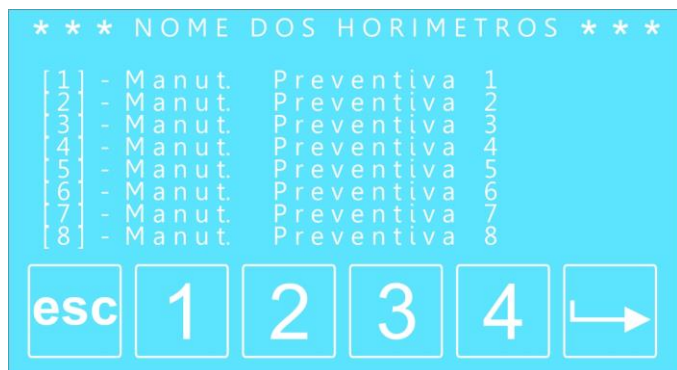 * * * NOME DOS HORIMETROS * * *
[1] - Manut. Preventiva 1
[2] - Manut. Preventiva 2
[3] - Manut. Preventiva 3
[4] - Manut. Preventiva 4
[5] - Manut. Preventiva 5
[6] - Manut. Preventiva 6
[7] - Manut. Preventiva 7
[8] - Manut. Preventiva 8
esc 1 2 3 4